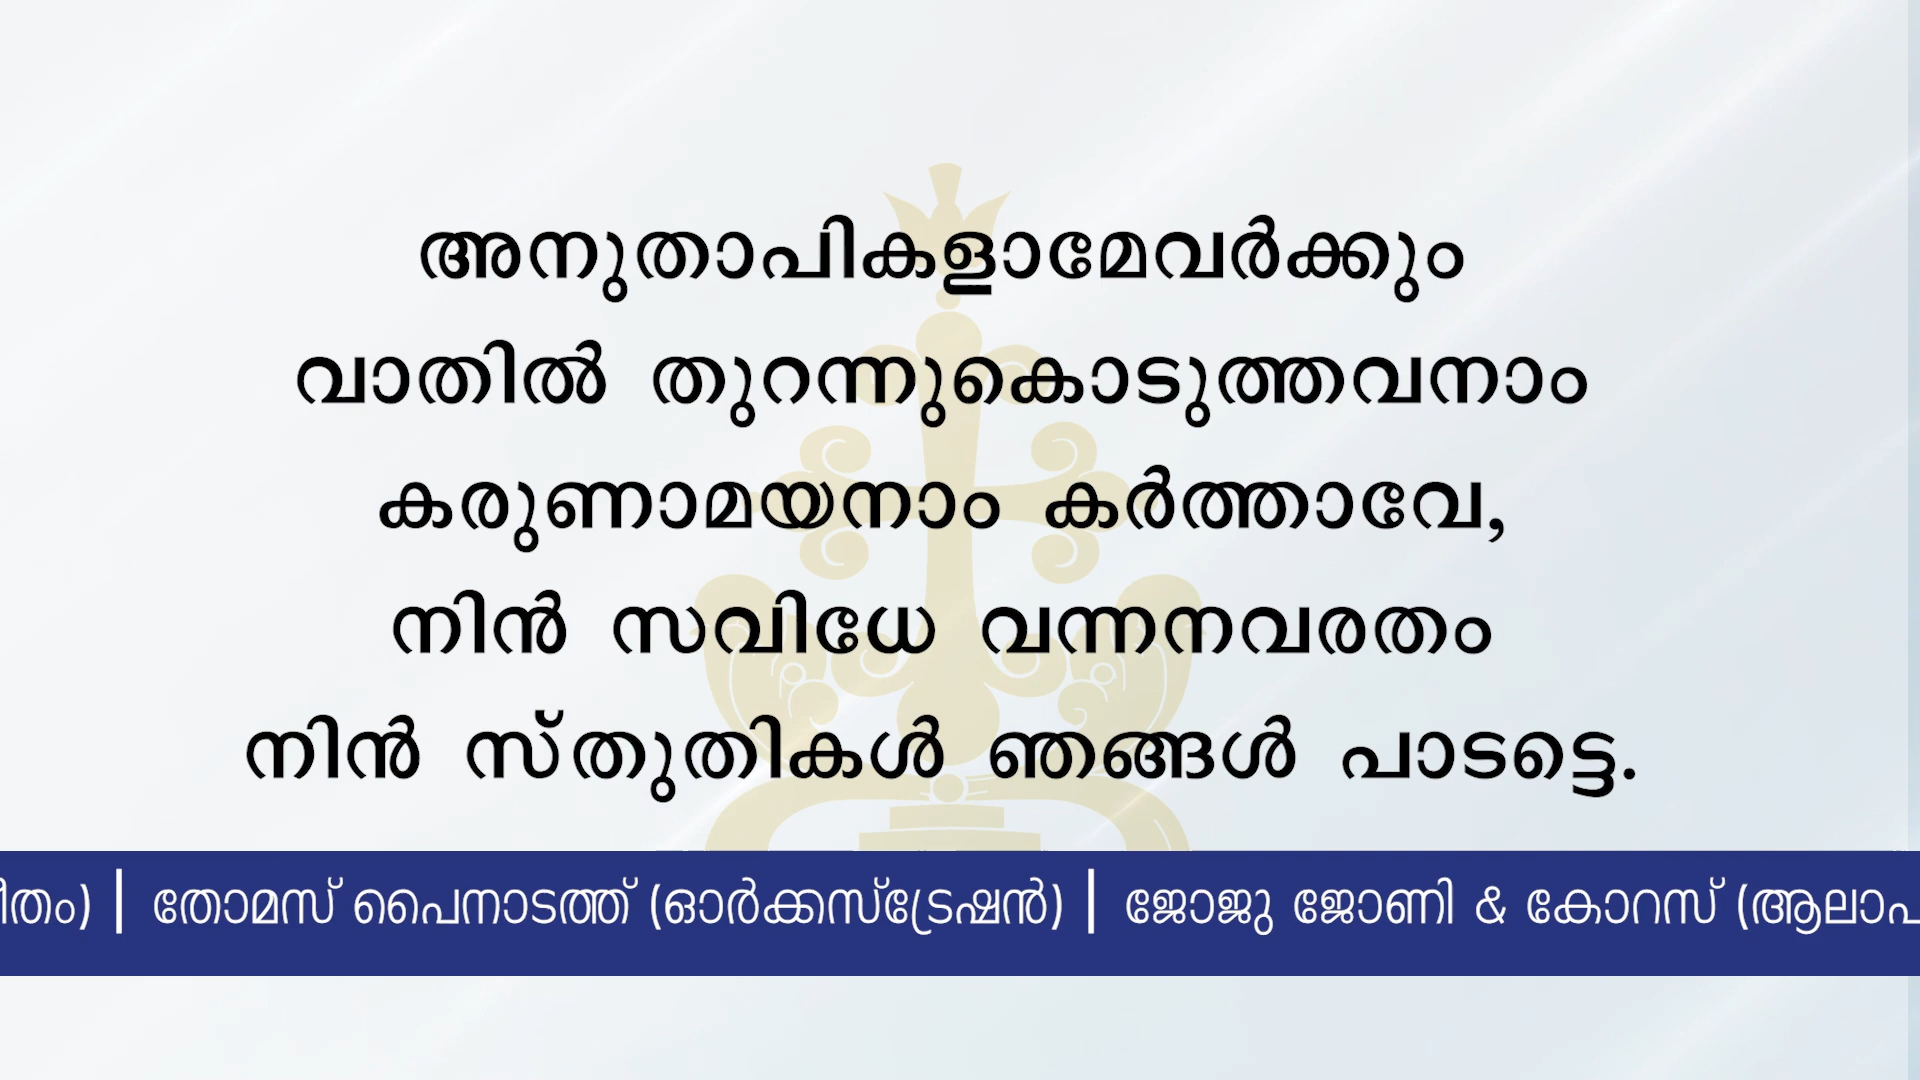 അനുതാപികളാമേവർക്കും
വാതിൽ തുറന്നുകൊടുത്തവനാം
കരുണാമയനാം കർത്താവേ,
നിൻ സവിധേ വന്നനവരതം
നിൻ സ്തുതികൾ ഞങ്ങൾ പാടട്ടെ.
| തോമസ് പൈനാടത്ത് (ഓർക്കസ്ട്രേഷൻ) | ജോജു ജോണി & കോറസ്